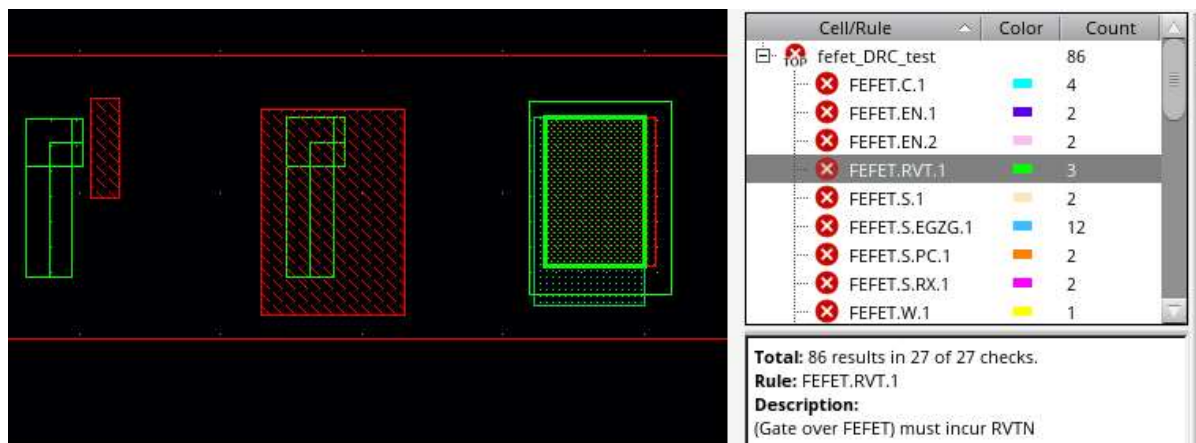 Cell/Rule Color Count
TOP fefet_DRC_test 86
FEFET.C.1 4
FEFET.EN.1 2
FEFET.EN.2 2
FEFET.RVT.1 3
FEFET.S.1 2
FEFET.S.EGZG.1 12
FEFET.S.PC.1 2
FEFET.S.RX.1 2
FEFET.W.1 1
Total: 86 results in 27 of 27 checks.
Rule: FEFET.RVT.1
Description:
(Gate over FEFET) must incur RVTN